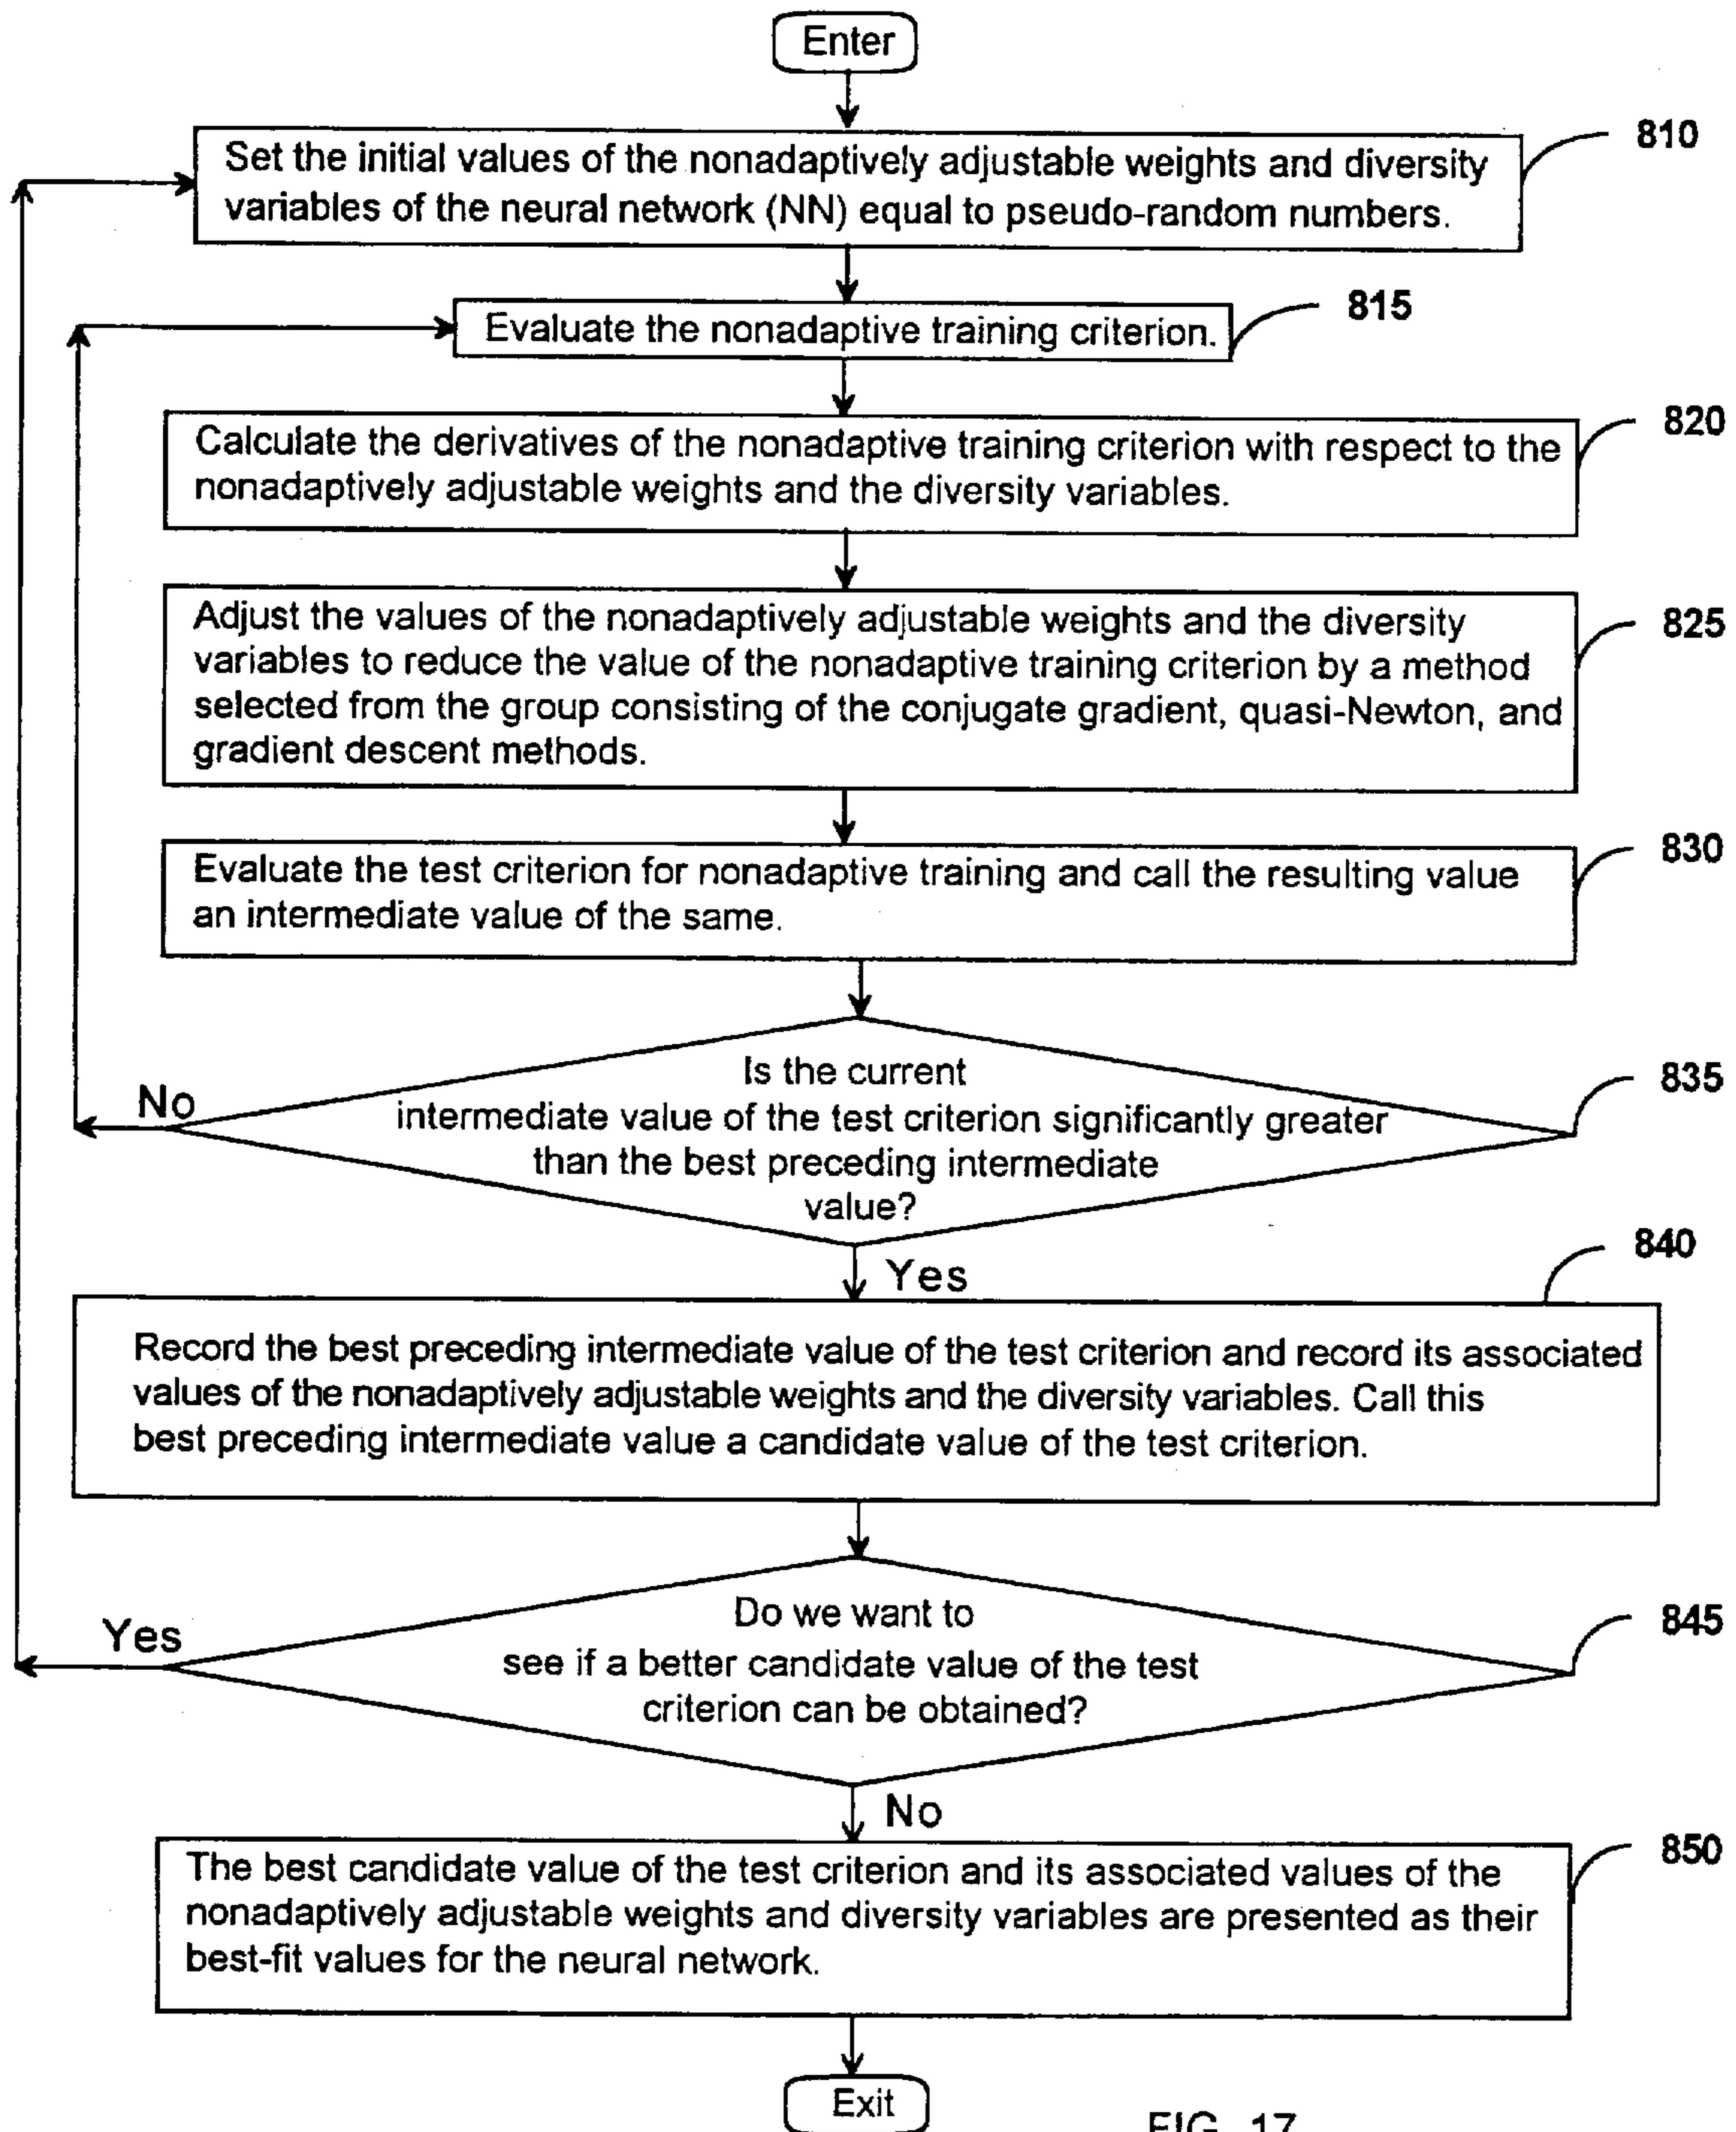 Enter
810
Set the initial values of the nonadaptively adjustable weights and diversity
variables of the neural network (NN) equal to pseudo-random numbers.
815
Evaluate the nonadaptive training criterion.
820
Calculate the derivatives of the nonadaptive training criterion with respect to the
nonadaptively adjustable weights and the diversity variables.
825
Adjust the values of the nonadaptively adjustable weights and the diversity
variables to reduce the value of the nonadaptive training criterion by a method
selected from the group consisting of the conjugate gradient, quasi-Newton, and
gradient descent methods.
830
Evaluate the test criterion for nonadaptive training and call the resulting value
an intermediate value of the same.
835
Is the current
intermediate value of the test criterion significantly greater
than the best preceding intermediate
value?
No
Yes
840
Record the best preceding intermediate value of the test criterion and record its associated
values of the nonadaptively adjustable weights and the diversity variables. Call this
best preceding intermediate value a candidate value of the test criterion.
845
Do we want to
see if a better candidate value of the test
criterion can be obtained?
Yes
No
850
The best candidate value of the test criterion and its associated values of the
nonadaptively adjustable weights and diversity variables are presented as their
best-fit values for the neural network.
Exit
FIG. 17